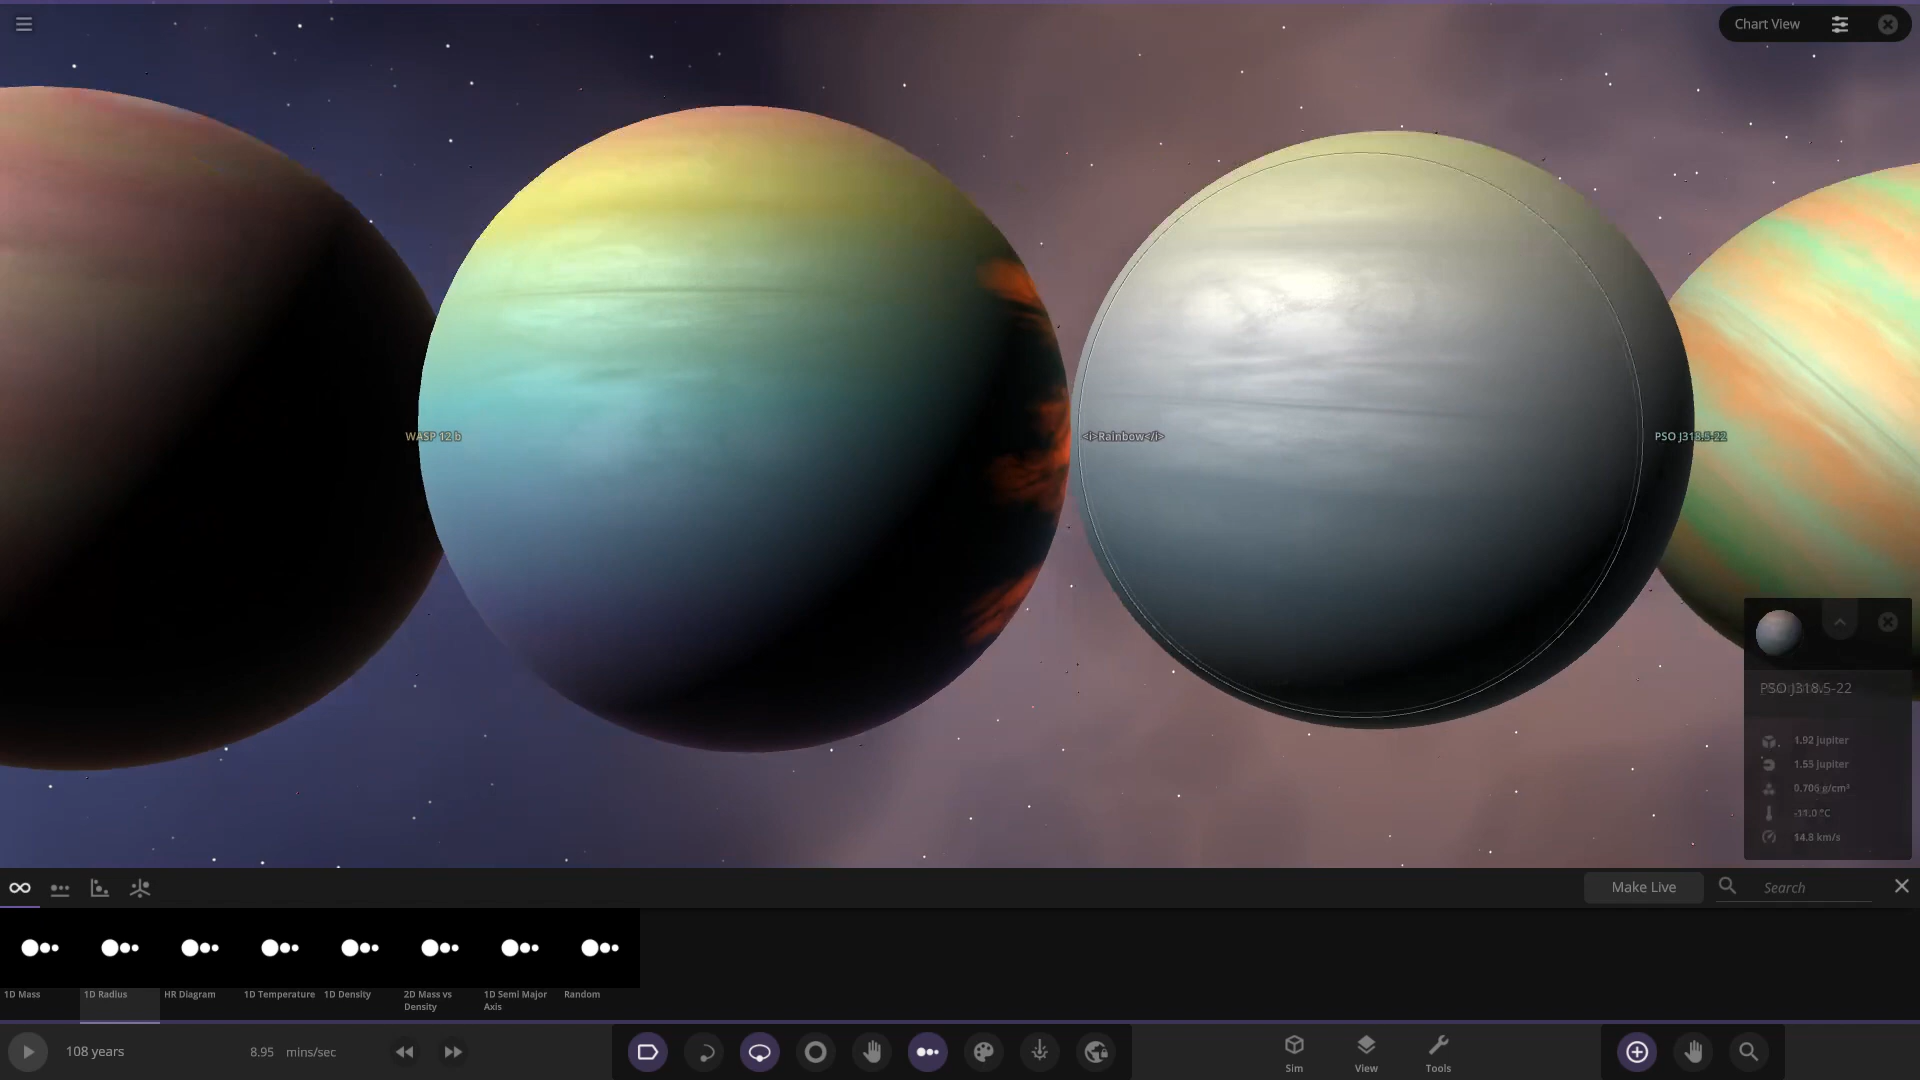 Chart View
WASP 12 b
<i>Rainbow</i>
PSO J318.5-22
PSO J318.5-22
1.92 jupiter
1.55 jupiter
0.706 g/cm³
14.8 km/s
Make Live
Search
1D Mass
1D Radius
HR Diagram
1D Temperature
1D Density
2D Mass vs
Density
1D Semi Major
Axis
Random
108 years
8.95 mins/sec
Sim
View
Tools